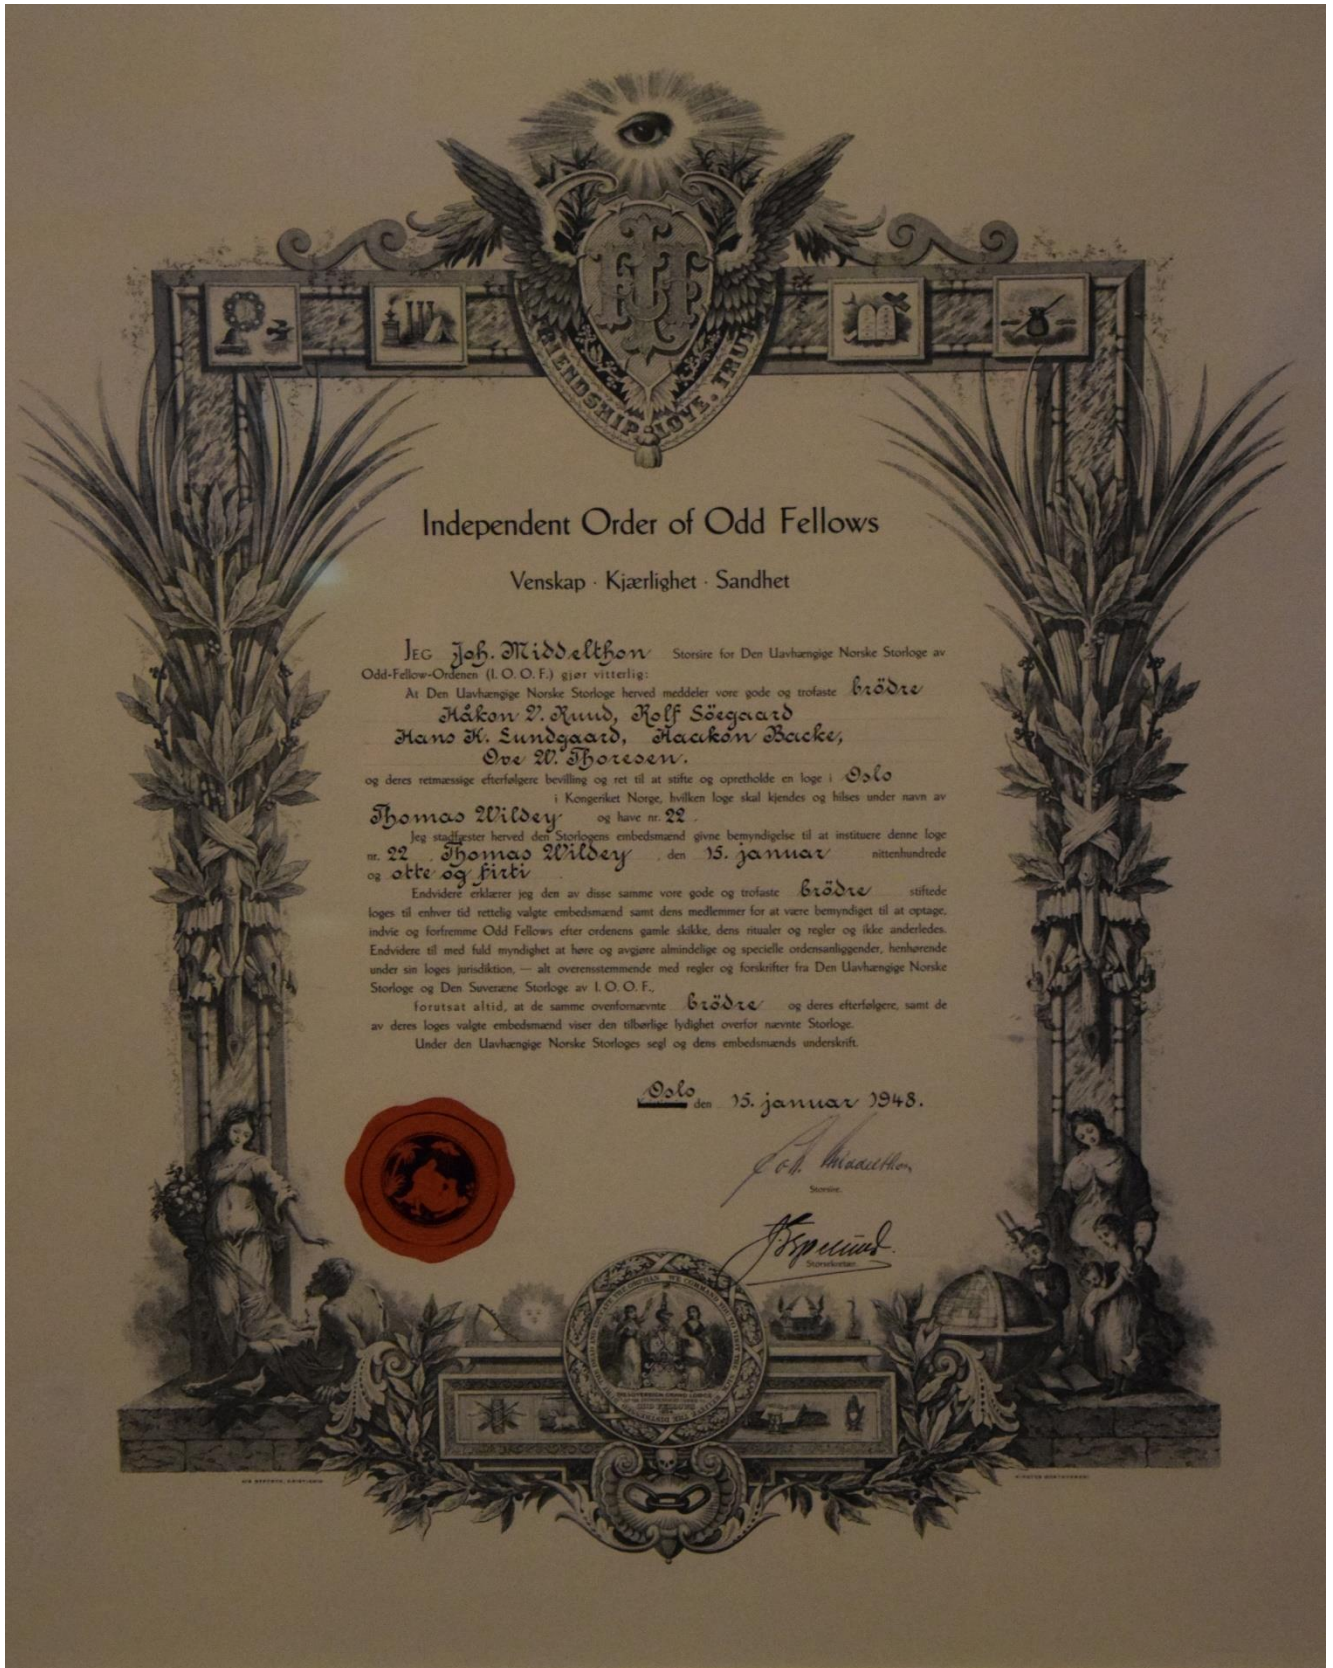 FRIENDSHIP. LOVE. TRUTH
Independent Order of Odd Fellows
Venskap · Kjærlighet · Sandhet
JEG Joh. Middelthon Storsire for Den Uavhængige Norske Storloge av
Odd-Fellow-Ordenen (I. O. O. F.) gjør vitterlig:
At Den Uavhængige Norske Storloge herved meddeler vore gode og trofaste brödre
Håkon V. Ruud, Rolf Söegaard
Hans K. Lundgaard, Haakon Backe,
Ove W. Thoresen.
og deres retmæssige efterfølgere bevilling og ret til at stifte og opretholde en loge i Oslo
i Kongeriket Norge, hvilken loge skal kjendes og hilses under navn av
Thomas Wildey og have nr. 22.
Jeg stadfæster herved den Storlogens embedsmænd givne bemyndigelse til at instituere denne loge
nr. 22 Thomas Wildey, den 15. januar nittenhundrede
og otte og firti
Endvidere erklærer jeg den av disse samme vore gode og trofaste brödre stiftede
loges til enhver tid rettelig valgte embedsmænd samt dens medlemmer for at være bemyndiget til at optage,
indvie og forfremme Odd Fellows efter ordenens gamle skikke, dens ritualer og regler og ikke anderledes.
Endvidere til med fuld myndighet at høre og avgjøre almindelige og specielle ordensanliggender, henhørende
under sin loges jurisdiktion, — alt overensstemmende med regler og forskrifter fra Den Uavhængige Norske
Storloge og Den Suveræne Storloge av I. O. O. F.,
forutsat altid, at de samme ovenfornævnte brödre og deres efterfølgere, samt de
av deres loges valgte embedsmænd viser den tilbørlige lydighet overfor nævnte Storloge.
Under den Uavhængige Norske Storloges segl og dens embedsmænds underskrift.
Oslo den 15. januar 1948.
Joh. Middelthon
Storsire.
Storsekretær.
WE COMMAND YOU TO VISIT THE SICK